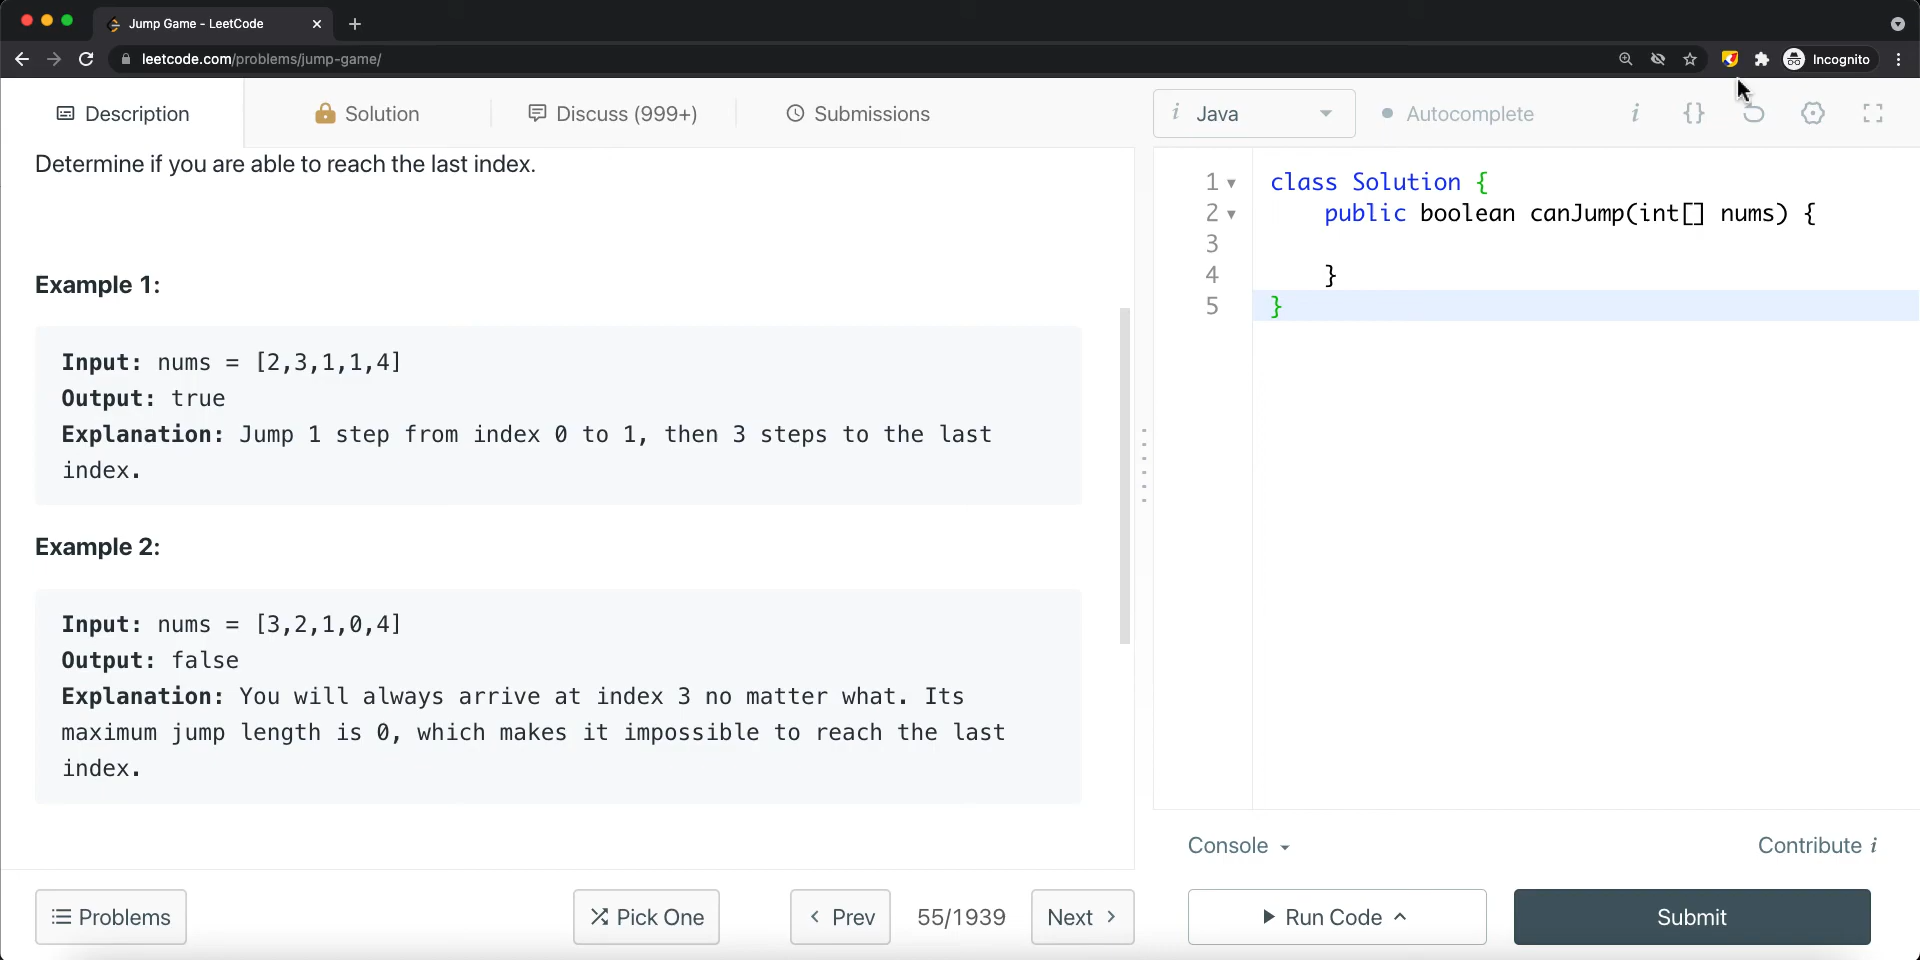 Jump Game - LeetCode
leetcode.com/problems/jump-game/
Incognito
Description
Solution
Discuss (999+)
Submissions
i Java
Autocomplete
i
{}
Determine if you are able to reach the last index.
Example 1:
Input: nums = [2,3,1,1,4]
Output: true
Explanation: Jump 1 step from index 0 to 1, then 3 steps to the last
index.
Example 2:
Input: nums = [3,2,1,0,4]
Output: false
Explanation: You will always arrive at index 3 no matter what. Its
maximum jump length is 0, which makes it impossible to reach the last
index.
1 class Solution {
2 public boolean canJump(int[] nums) {
3
4 }
5 }
Console
Contribute i
Problems
Pick One
Prev
55/1939
Next
Run Code
Submit